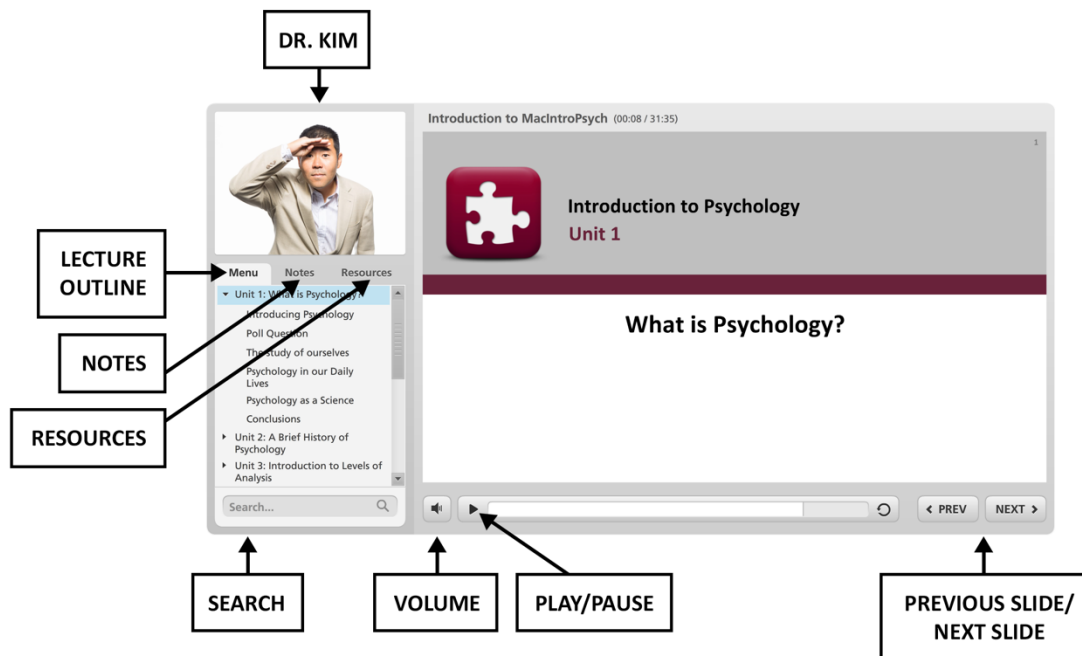 DR. KIM
Introduction to MacIntroPsych (00:08 / 31:35)
1
Introduction to Psychology
Unit 1
LECTURE
OUTLINE
Menu Notes Resources
Unit 1: What is Psychology?
Introducing Psychology
Poll Question
The study of ourselves
Psychology in our Daily
Lives
Psychology as a Science
Conclusions
Unit 2: A Brief History of
Psychology
Unit 3: Introduction to Levels of
Analysis
What is Psychology?
NOTES
RESOURCES
Search...
PREV
NEXT
SEARCH
VOLUME
PLAY/PAUSE
PREVIOUS SLIDE/
NEXT SLIDE